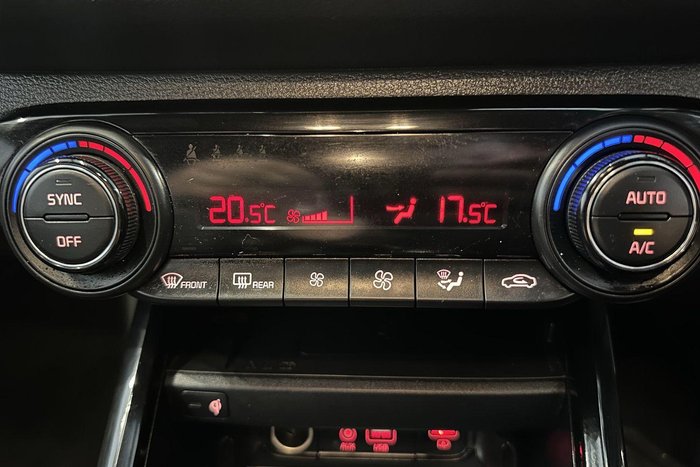 SYNC
OFF
20.5°C
17.5°C
AUTO
A/C
FRONT
REAR